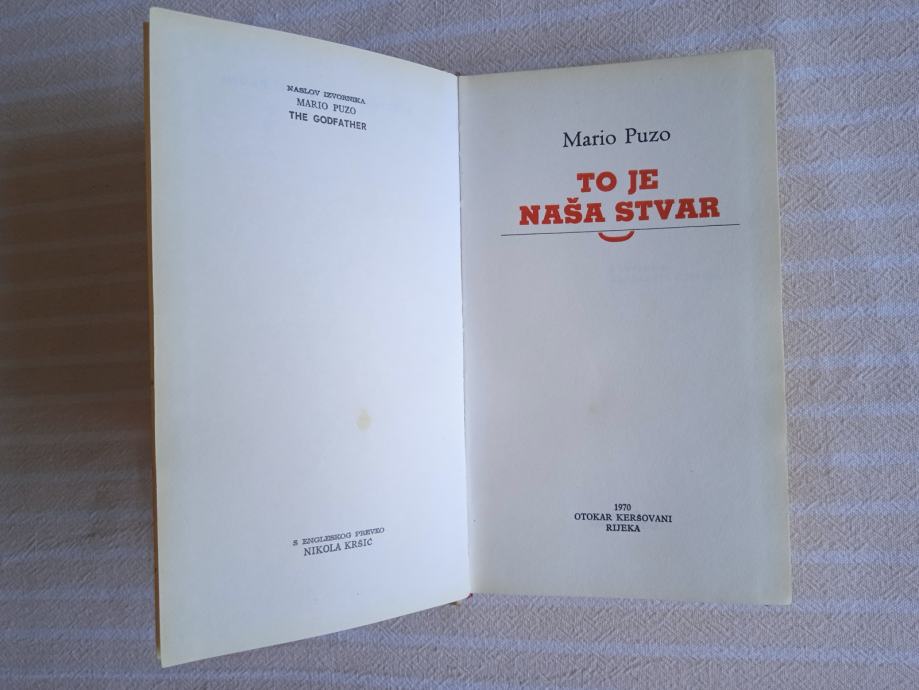 NASLOV IZVORNIKA
MARIO PUZO
THE GODFATHER
S ENGLESKOG PREVEO
NIKOLA KRŠIĆ
Mario Puzo
TO JE
NAŠA STVAR
1970
OTOKAR KERŠOVANI
RIJEKA